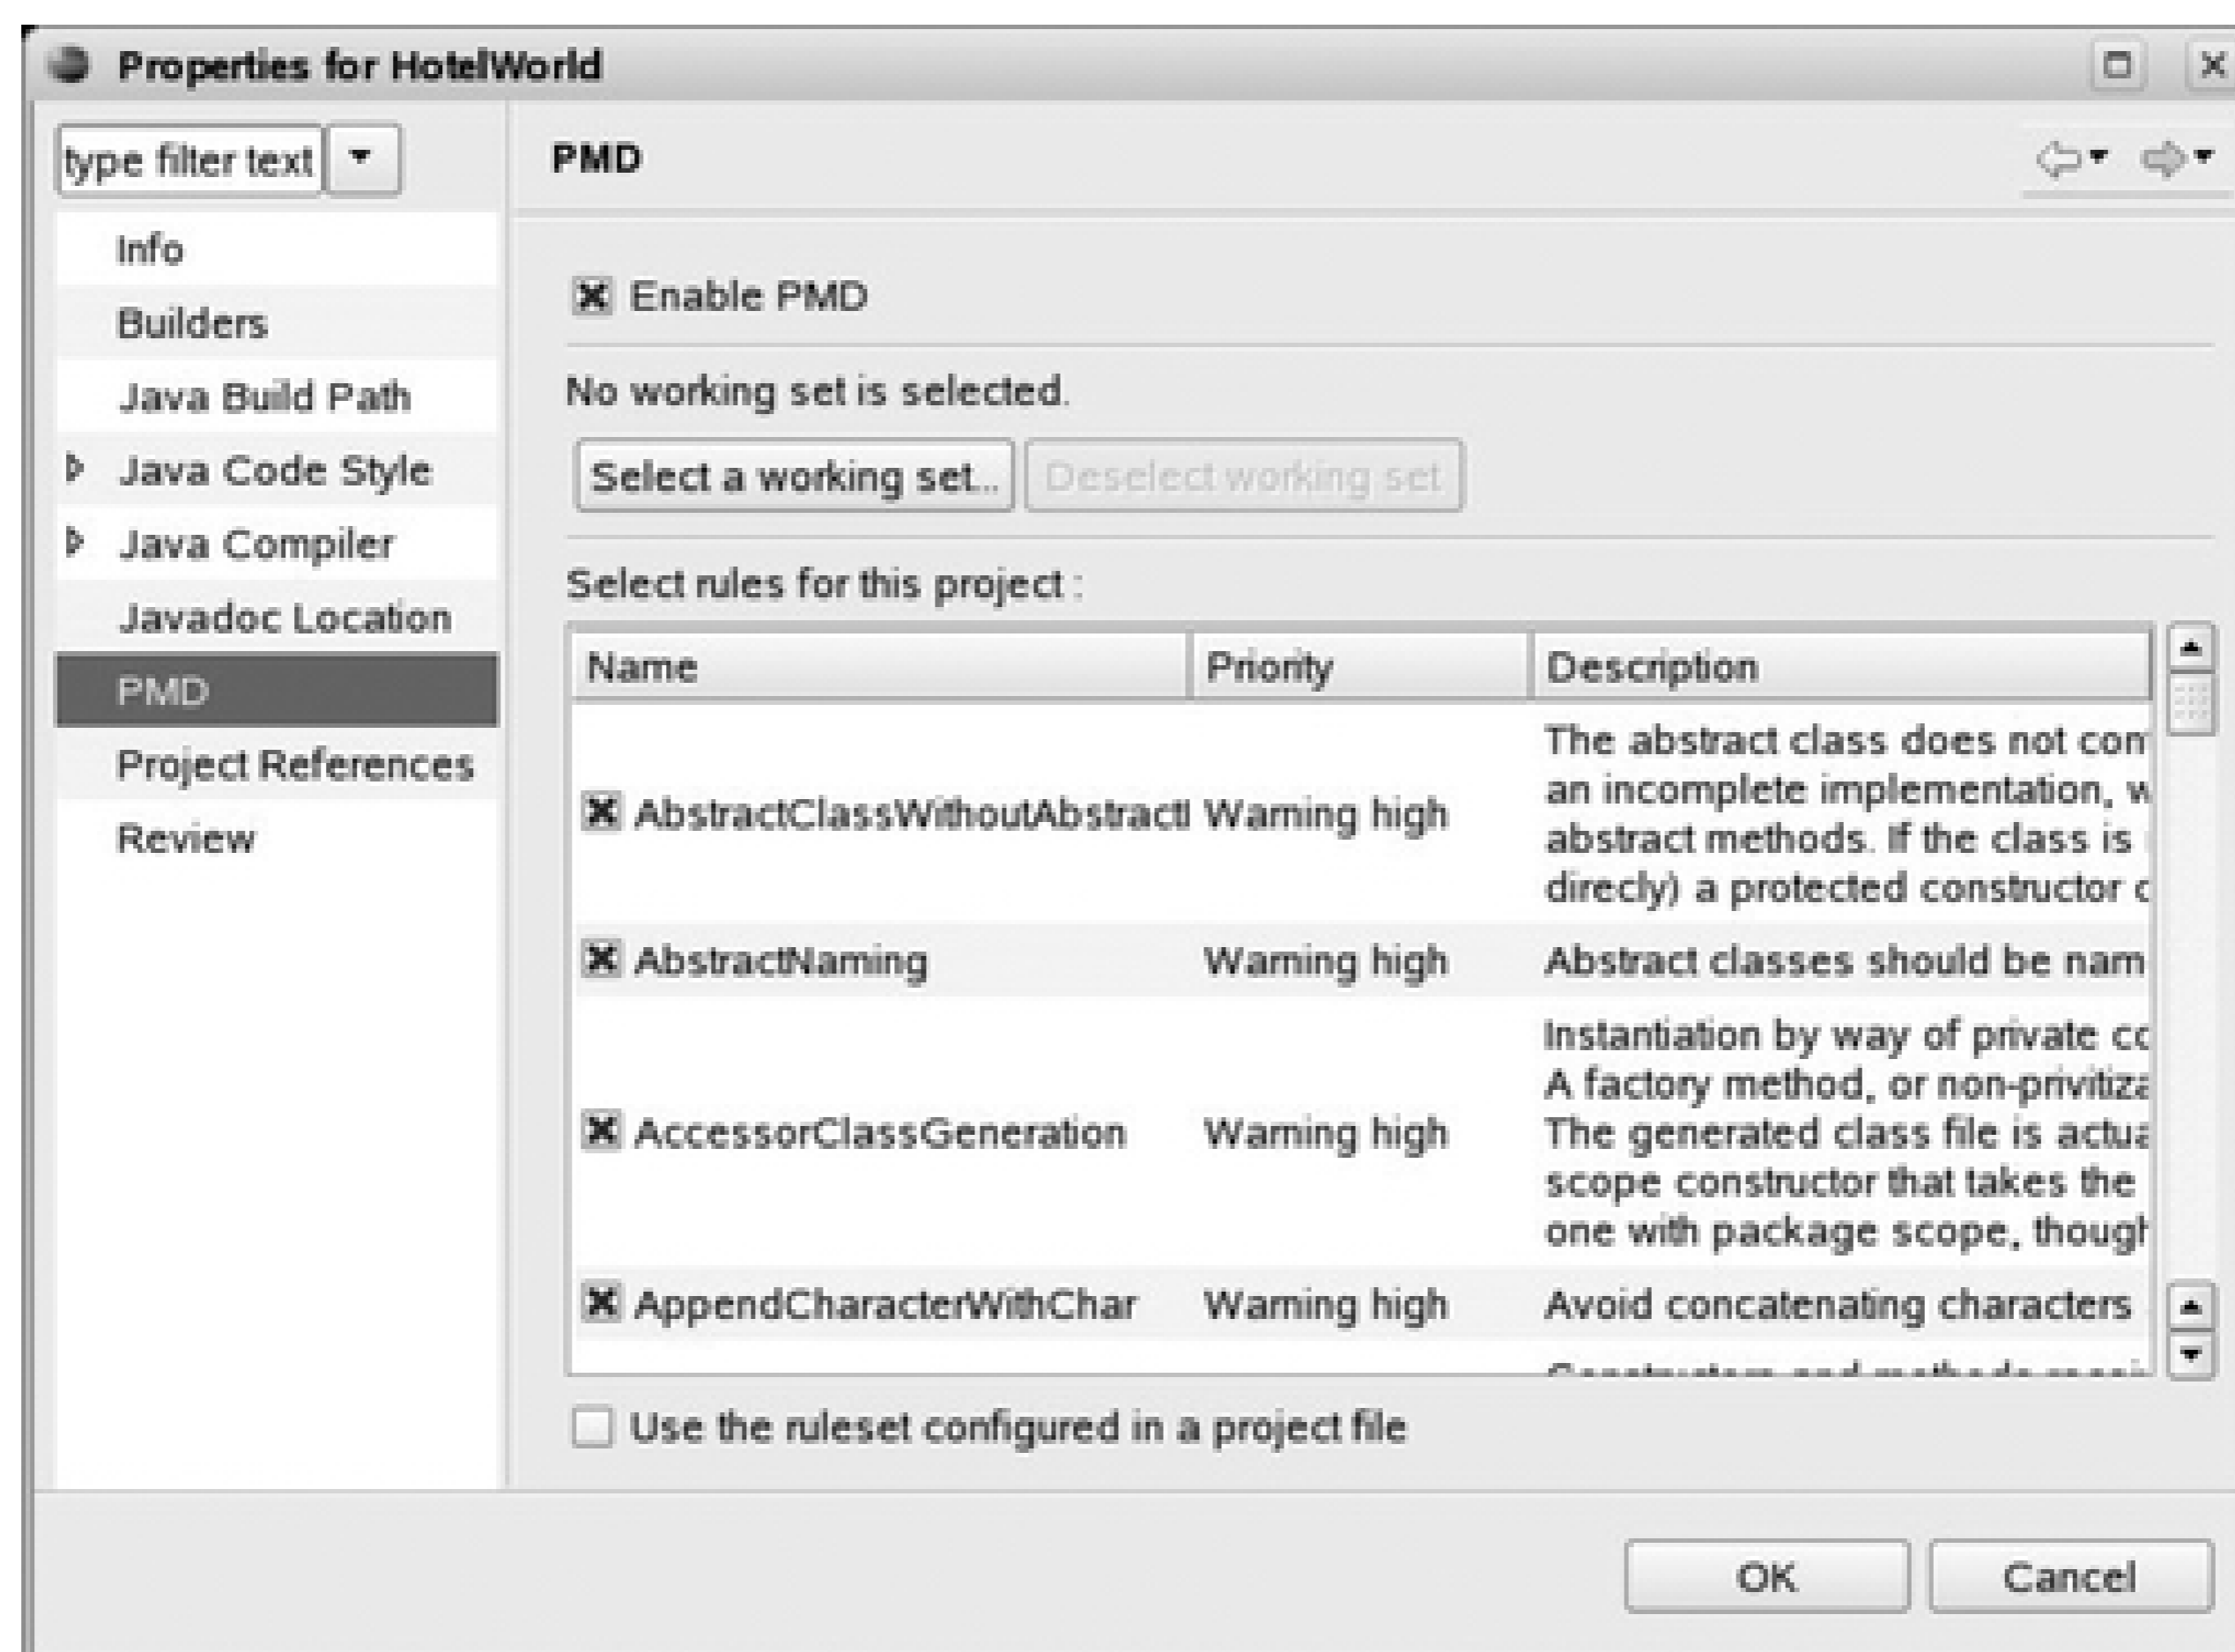 Properties for HotelWorld
type filter text
PMD
Info
Builders
Java Build Path
Java Code Style
Java Compiler
Javadoc Location
PMD
Project References
Review
Enable PMD
No working set is selected.
Select a working set... Deselect working set
Select rules for this project :
Name Priority Description
The abstract class does not con
an incomplete implementation, w
AbstractClassWithoutAbstract Warning high
abstract methods. If the class is
direcly) a protected constructor c
AbstractNaming Warning high Abstract classes should be nam
Instantiation by way of private cc
A factory method, or non-privitiza
AccessorClassGeneration Warning high The generated class file is actua
scope constructor that takes the
one with package scope, though
AppendCharacterWithChar Warning high Avoid concatenating characters
Use the ruleset configured in a project file
OK Cancel